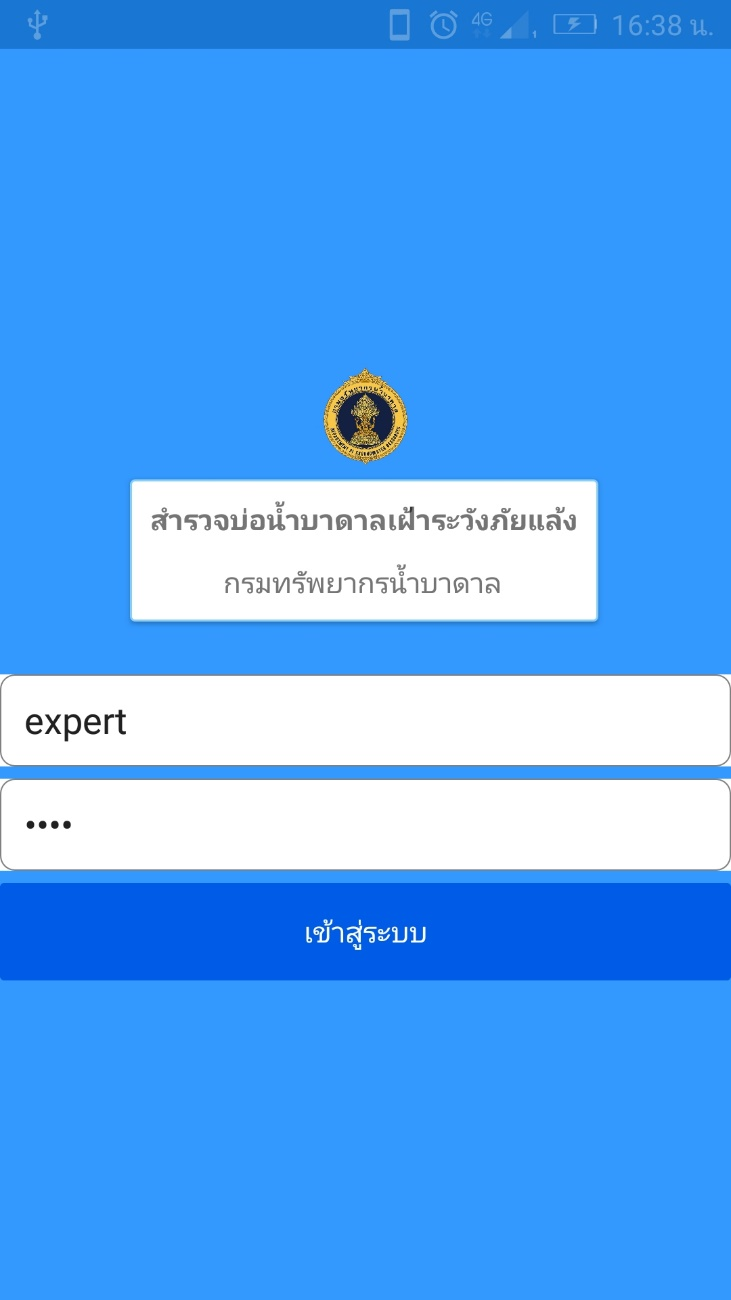 4G
16:38 น.
สำรวจบ่อน้ำบาดาลเฝ้าระวังภัยแล้ง
กรมทรัพยากรน้ำบาดาล
expert
••••
เข้าสู่ระบบ